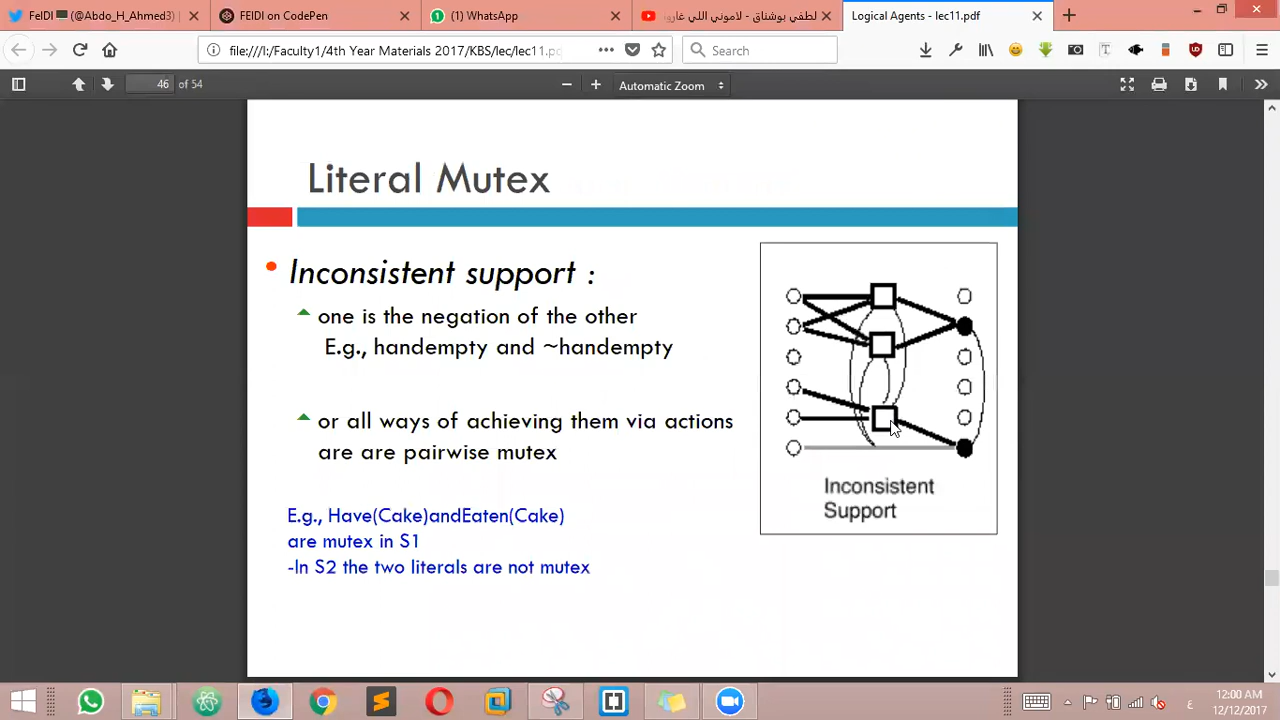 FeIDI (@Abdo_H_Ahmed3) |
FEIDI on CodePen
(1) WhatsApp
لطفي بوشناق - لاموني اللي غارو
Logical Agents - lec11.pdf
file:///I:/Faculty1/4th Year Materials 2017/KBS/lec/lec11.p
Search
46 of 54
Automatic Zoom
Literal Mutex
Inconsistent support :
one is the negation of the other
E.g., handempty and ~handempty
or all ways of achieving them via actions
are are pairwise mutex
E.g., Have(Cake)andEaten(Cake)
are mutex in S1
-In S2 the two literals are not mutex
Inconsistent
Support
ع
12:00 AM
12/12/2017